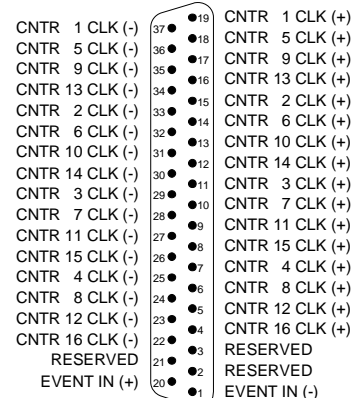 CNTR 1 CLK (-) 37
CNTR 5 CLK (-) 36
CNTR 9 CLK (-) 35
CNTR 13 CLK (-) 34
CNTR 2 CLK (-) 33
CNTR 6 CLK (-) 32
CNTR 10 CLK (-) 31
CNTR 14 CLK (-) 30
CNTR 3 CLK (-) 29
CNTR 7 CLK (-) 28
CNTR 11 CLK (-) 27
CNTR 15 CLK (-) 26
CNTR 4 CLK (-) 25
CNTR 8 CLK (-) 24
CNTR 12 CLK (-) 23
CNTR 16 CLK (-) 22
RESERVED 21
EVENT IN (+) 20
19 CNTR 1 CLK (+)
18 CNTR 5 CLK (+)
17 CNTR 9 CLK (+)
16 CNTR 13 CLK (+)
15 CNTR 2 CLK (+)
14 CNTR 6 CLK (+)
13 CNTR 10 CLK (+)
12 CNTR 14 CLK (+)
11 CNTR 3 CLK (+)
10 CNTR 7 CLK (+)
9 CNTR 11 CLK (+)
8 CNTR 15 CLK (+)
7 CNTR 4 CLK (+)
6 CNTR 8 CLK (+)
5 CNTR 12 CLK (+)
4 CNTR 16 CLK (+)
3 RESERVED
2 RESERVED
1 EVENT IN (-)